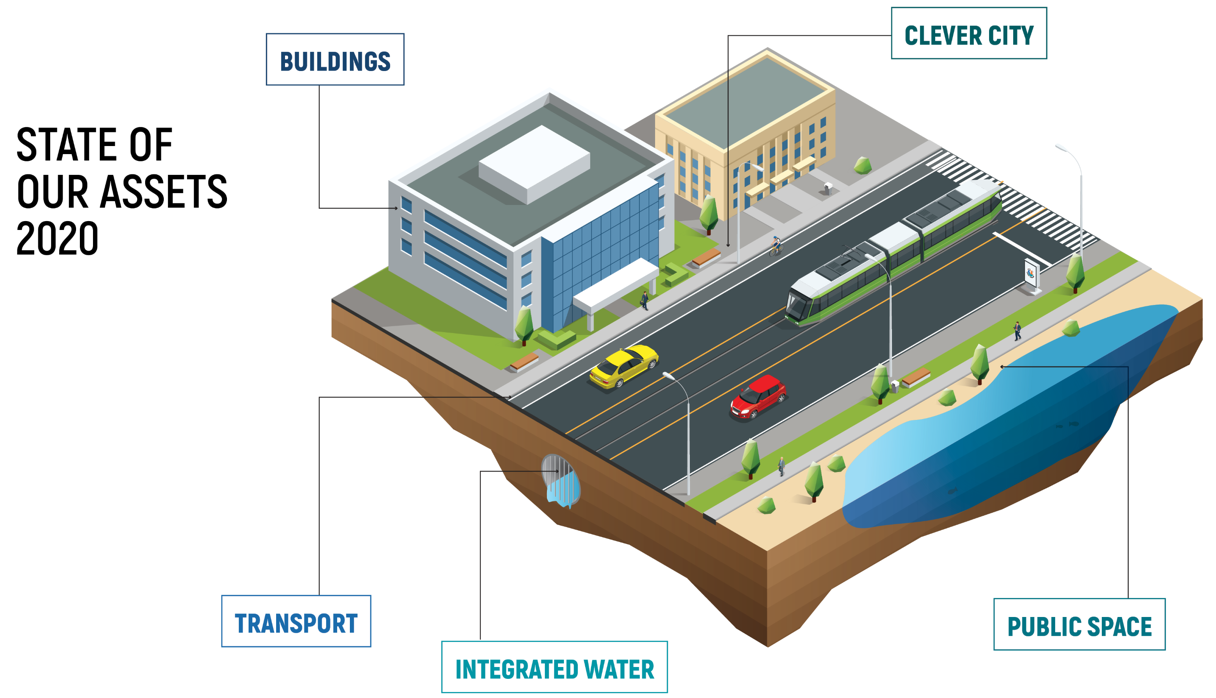 STATE OF
OUR ASSETS
2020
BUILDINGS
CLEVER CITY
TRANSPORT
INTEGRATED WATER
PUBLIC SPACE